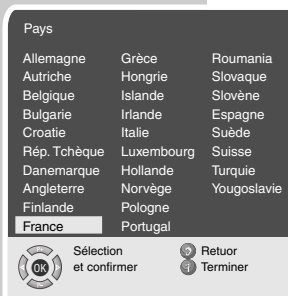 Pays
Allemagne Grèce Roumania
Autriche Hongrie Slovaque
Belgique Islande Slovène
Bulgarie Irlande Espagne
Croatie Italie Suède
Rép. Tchèque Luxembourg Suisse
Danemarque Hollande Turquie
Angleterre Norvège Yougoslavie
Finlande Pologne
France Portugal
Sélection Retuor
OK et confirmer Terminer